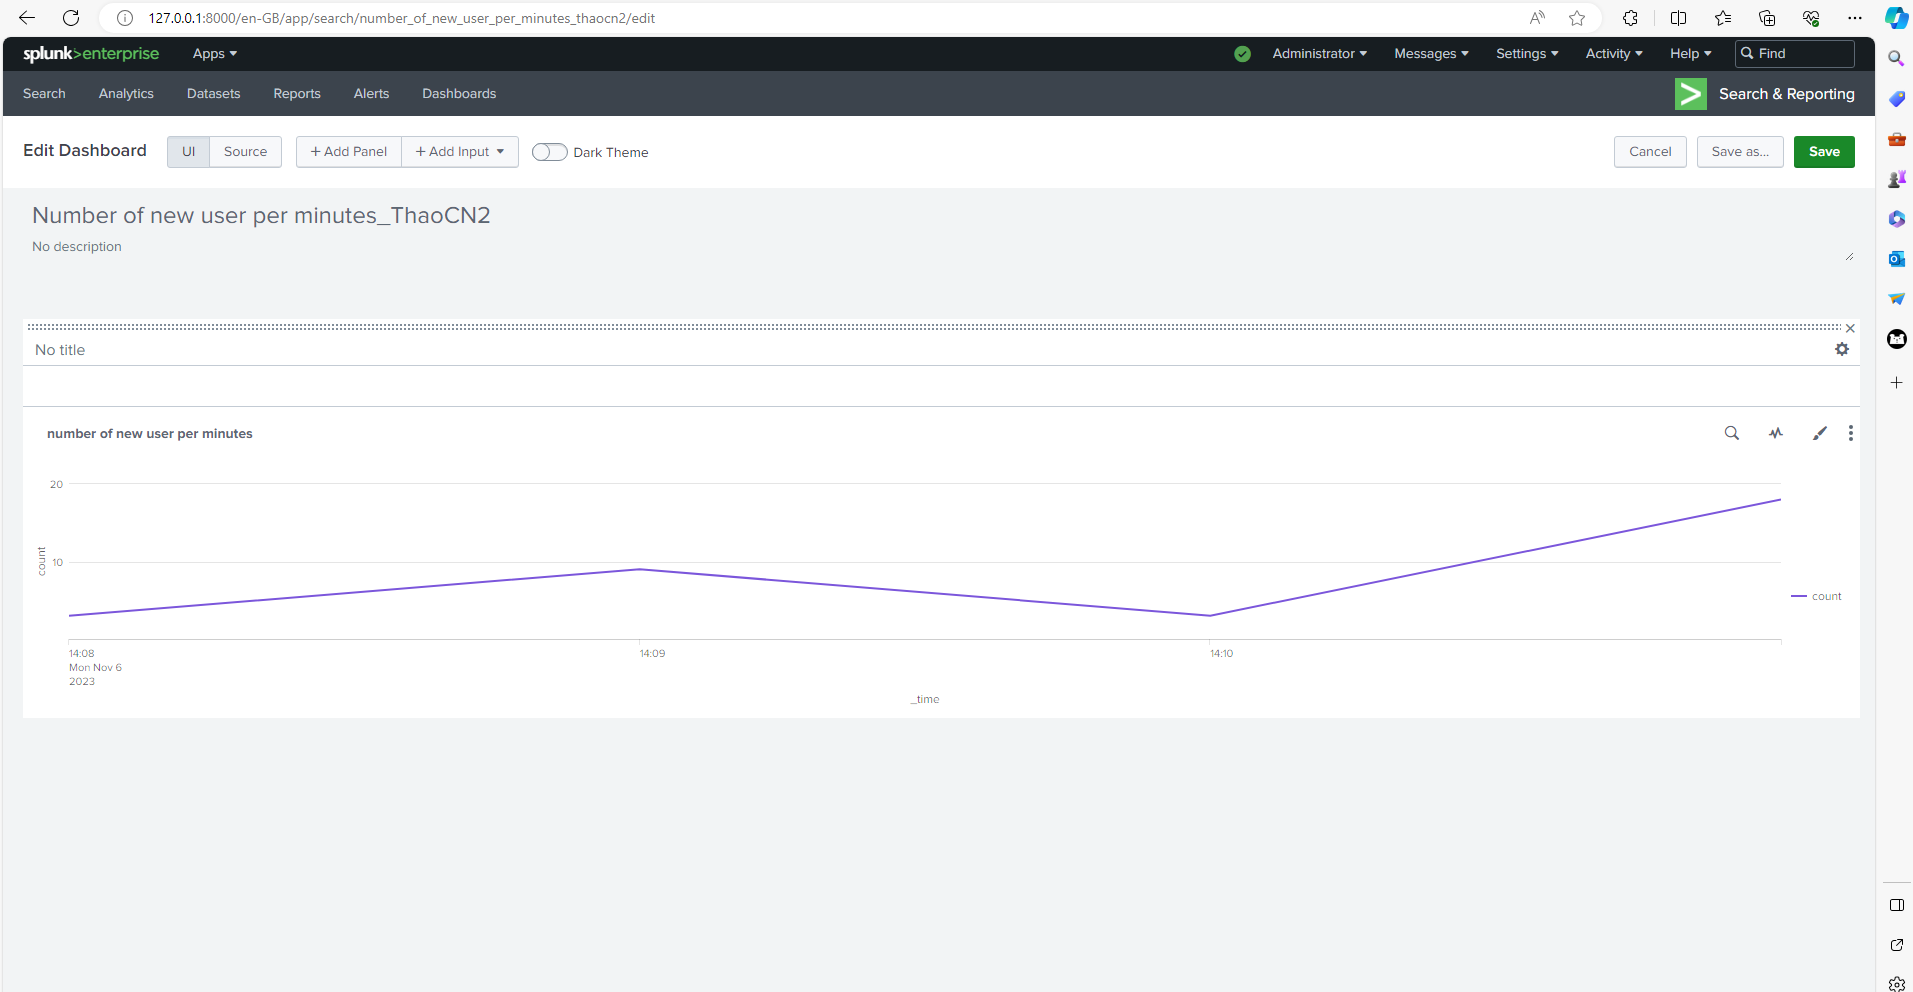 127.0.0.1:8000/en-GB/app/search/number_of_new_user_per_minutes_thaocn2/edit
splunk>enterprise Apps Administrator Messages Settings Activity Help Find
Search Analytics Datasets Reports Alerts Dashboards Search & Reporting
Edit Dashboard UI Source + Add Panel + Add Input Dark Theme Cancel Save as... Save
Number of new user per minutes_ThaoCN2
No description
No title
number of new user per minutes
20
10
count
count
14:08 14:09 14:10
Mon Nov 6
2023
_time